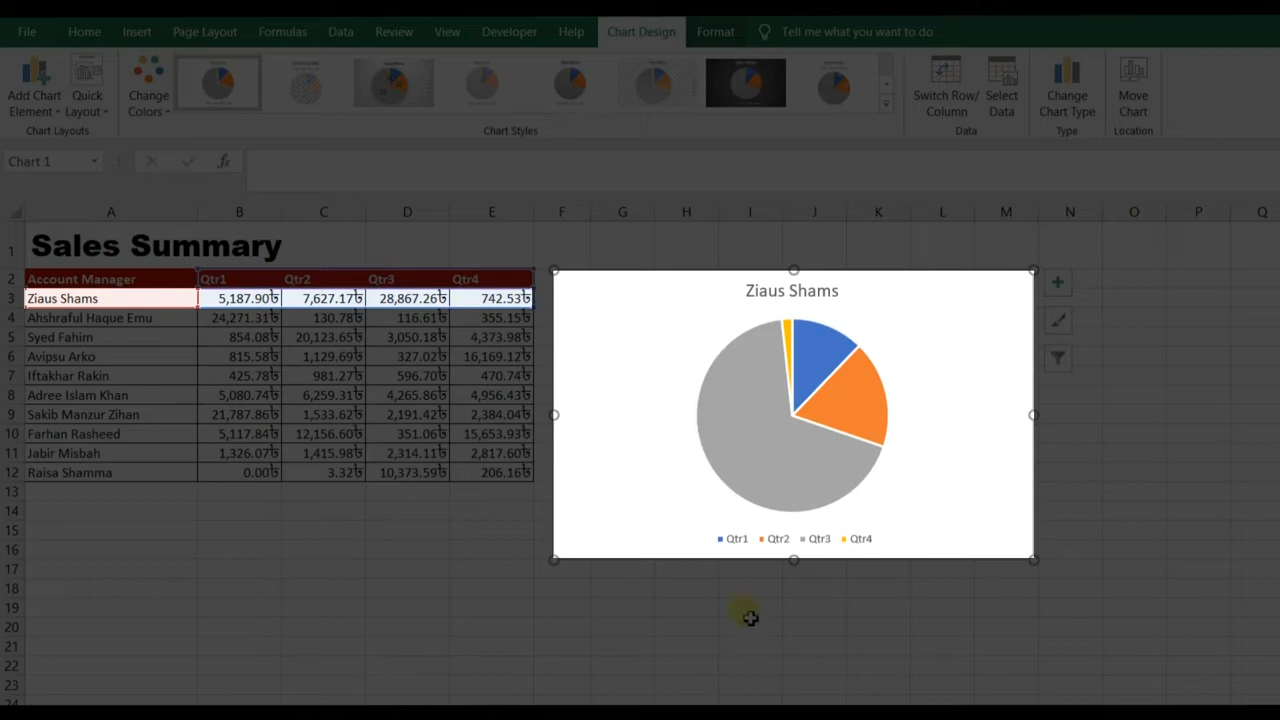 File Home Insert Page Layout Formulas Data Review View Developer Help Chart Design Format Tell me what you want to do
Add Chart Element
Quick Layout
Change Colors
Switch Row/ Column
Select Data
Change Chart Type
Move Chart
Chart Layouts Chart Styles Data Type Location
Chart 1 fx
A B C D E F G H I J K L M N O P Q
1 Sales Summary
2 Account Manager Qtr1 Qtr2 Qtr3 Qtr4
3 Ziaus Shams 5,187.90৳ 7,627.17৳ 28,867.26৳ 742.53৳
4 Ahshraful Haque Emu 24,271.31৳ 130.78৳ 116.61৳ 355.15৳
5 Syed Fahim 854.08৳ 20,123.65৳ 3,050.18৳ 4,373.98৳
6 Avipsu Arko 815.58৳ 1,129.69৳ 327.02৳ 16,169.12৳
7 Iftakhar Rakin 425.78৳ 981.27৳ 596.70৳ 470.74৳
8 Adree Islam Khan 5,080.74৳ 6,259.31৳ 4,265.86৳ 4,956.43৳
9 Sakib Manzur Zihan 21,787.86৳ 1,533.62৳ 2,191.42৳ 2,384.04৳
10 Farhan Rasheed 5,117.84৳ 12,156.60৳ 351.06৳ 15,653.93৳
11 Jabir Misbah 1,326.07৳ 1,415.98৳ 2,314.11৳ 2,817.60৳
12 Raisa Shamma 0.00৳ 3.32৳ 10,373.59৳ 206.16৳
13
14
15
16
17
18
19
20
21
22
23
24
Ziaus Shams
Qtr1 Qtr2 Qtr3 Qtr4